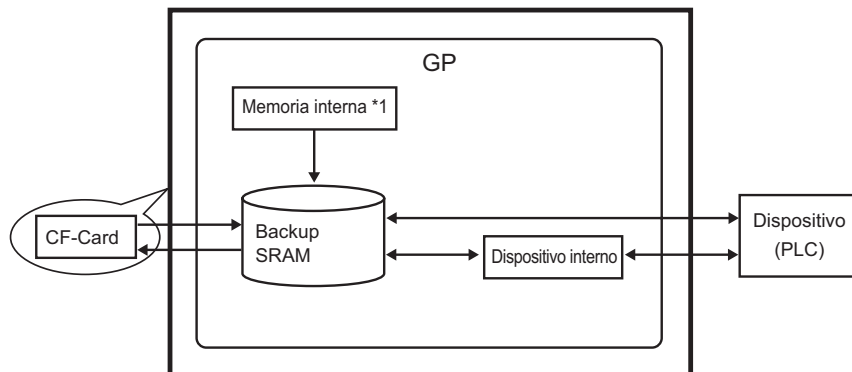 GP
Memoria interna *1
CF-Card
Backup
SRAM
Dispositivo interno
Dispositivo
(PLC)